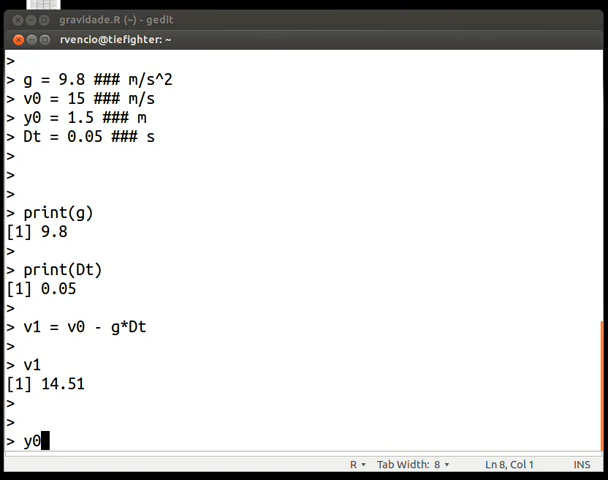 gravidade.R (~) - gedit
rvencio@tiefighter: ~
>
> g = 9.8 ### m/s^2
> v0 = 15 ### m/s
> y0 = 1.5 ### m
> Dt = 0.05 ### s
>
>
>
> print(g)
[1] 9.8
>
> print(Dt)
[1] 0.05
>
> v1 = v0 - g*Dt
>
> v1
[1] 14.51
>
>
> y0
R Tab Width: 8 Ln 8, Col 1 INS